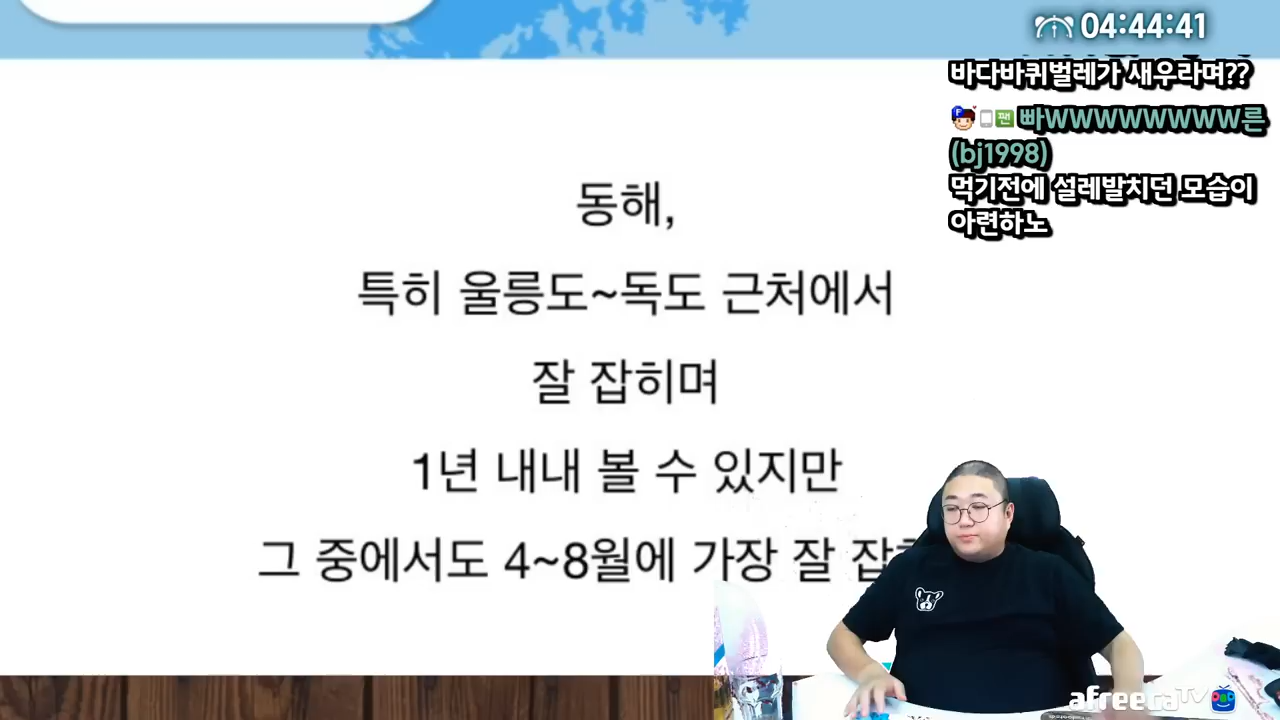 04:44:41
바다바퀴벌레가 새우라며??
F 팬 빠WWWWWWWW른
(bj1998)
먹기전에 설레발치던 모습이
아련하노
동해,
특히 울릉도~독도 근처에서
잘 잡히며
1년 내내 볼 수 있지만
그 중에서도 4~8월에 가장 잘
afreecaTV